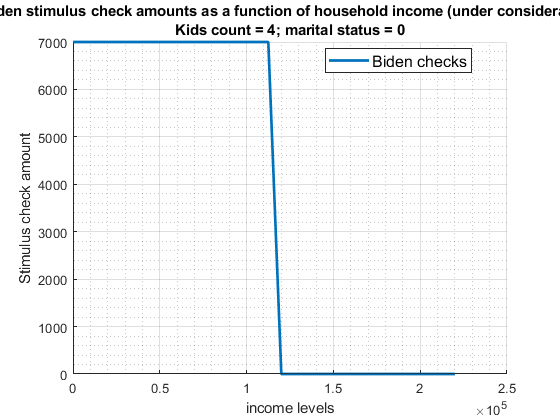 den stimulus check amounts as a function of household income (under considera
Kids count = 4; marital status = 0
Biden checks
7000
6000
5000
4000
3000
2000
1000
0
Stimulus check amount
0 0.5 1 1.5 2 2.5
×10^5
income levels